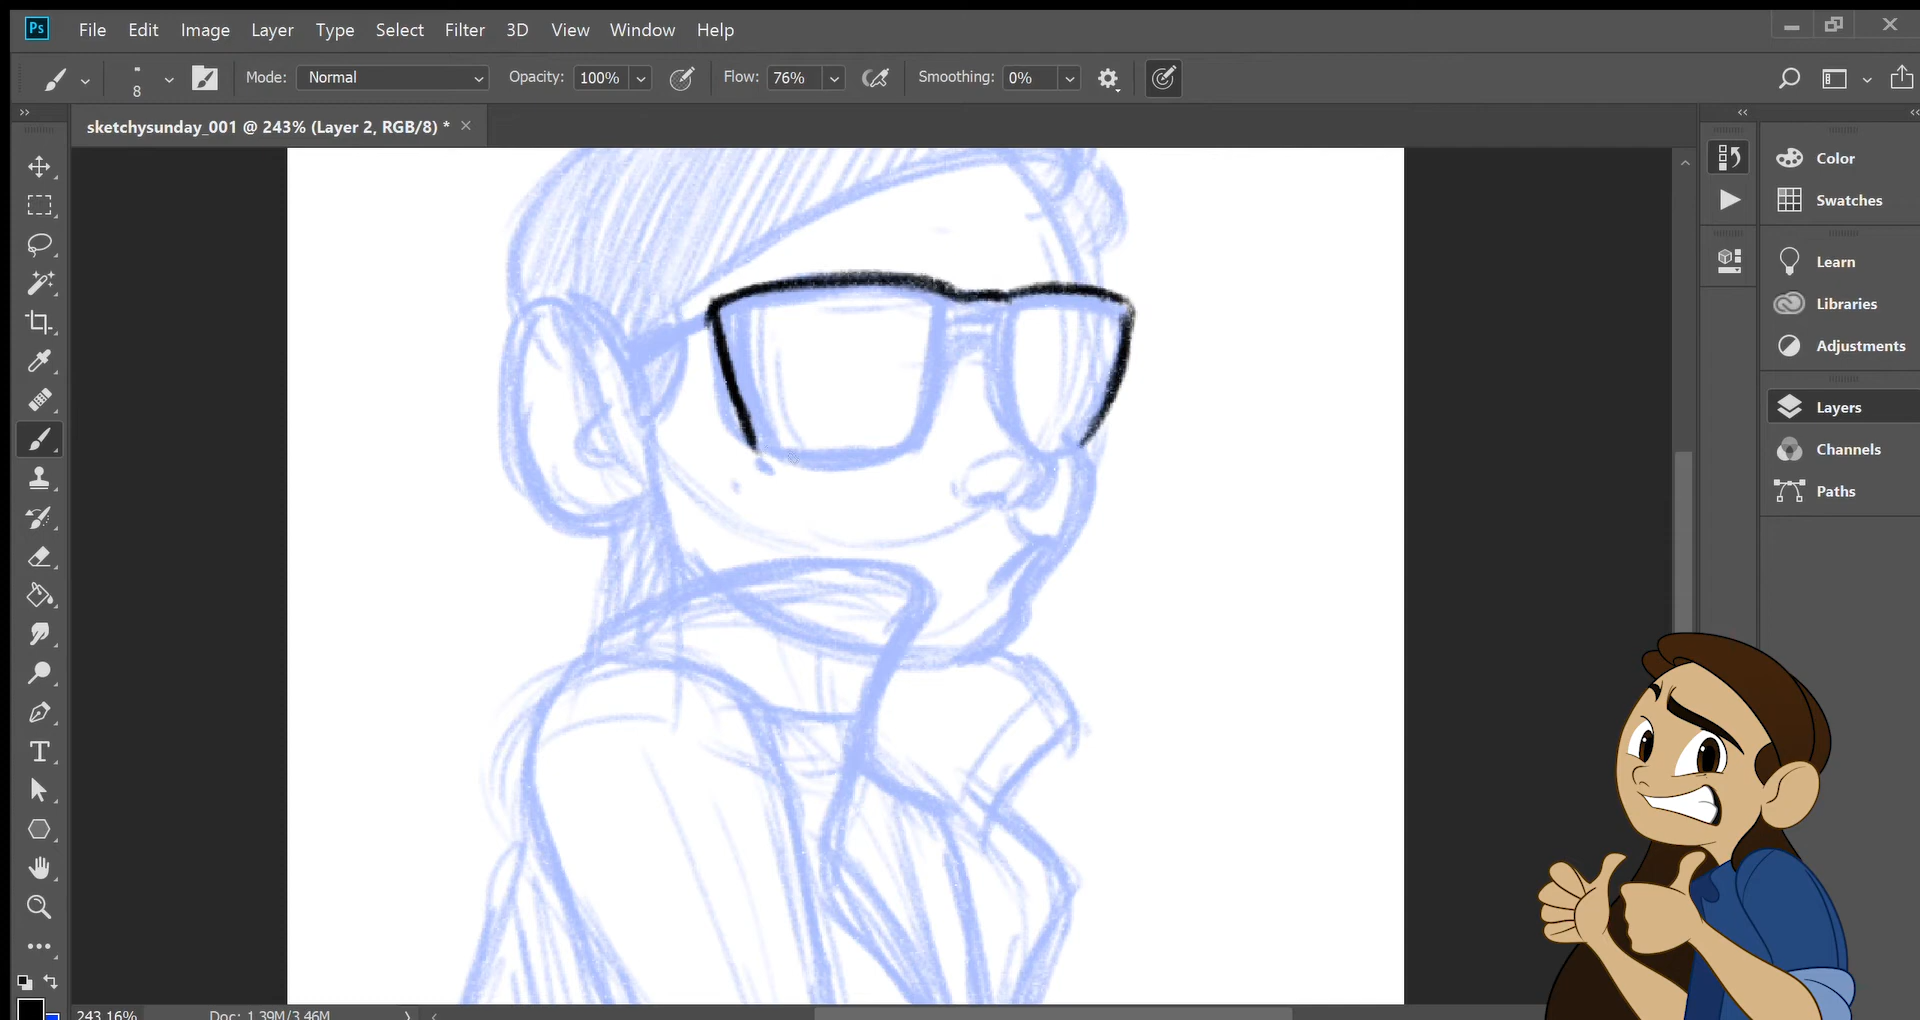 Ps File Edit Image Layer Type Select Filter 3D View Window Help
8 Mode: Normal Opacity: 100% Flow: 76% Smoothing: 0%
sketchysunday_001 @ 243% (Layer 2, RGB/8) *
Color
Swatches
Learn
Libraries
Adjustments
Layers
Channels
Paths
243.16% Doc: 1.39M/3.46M